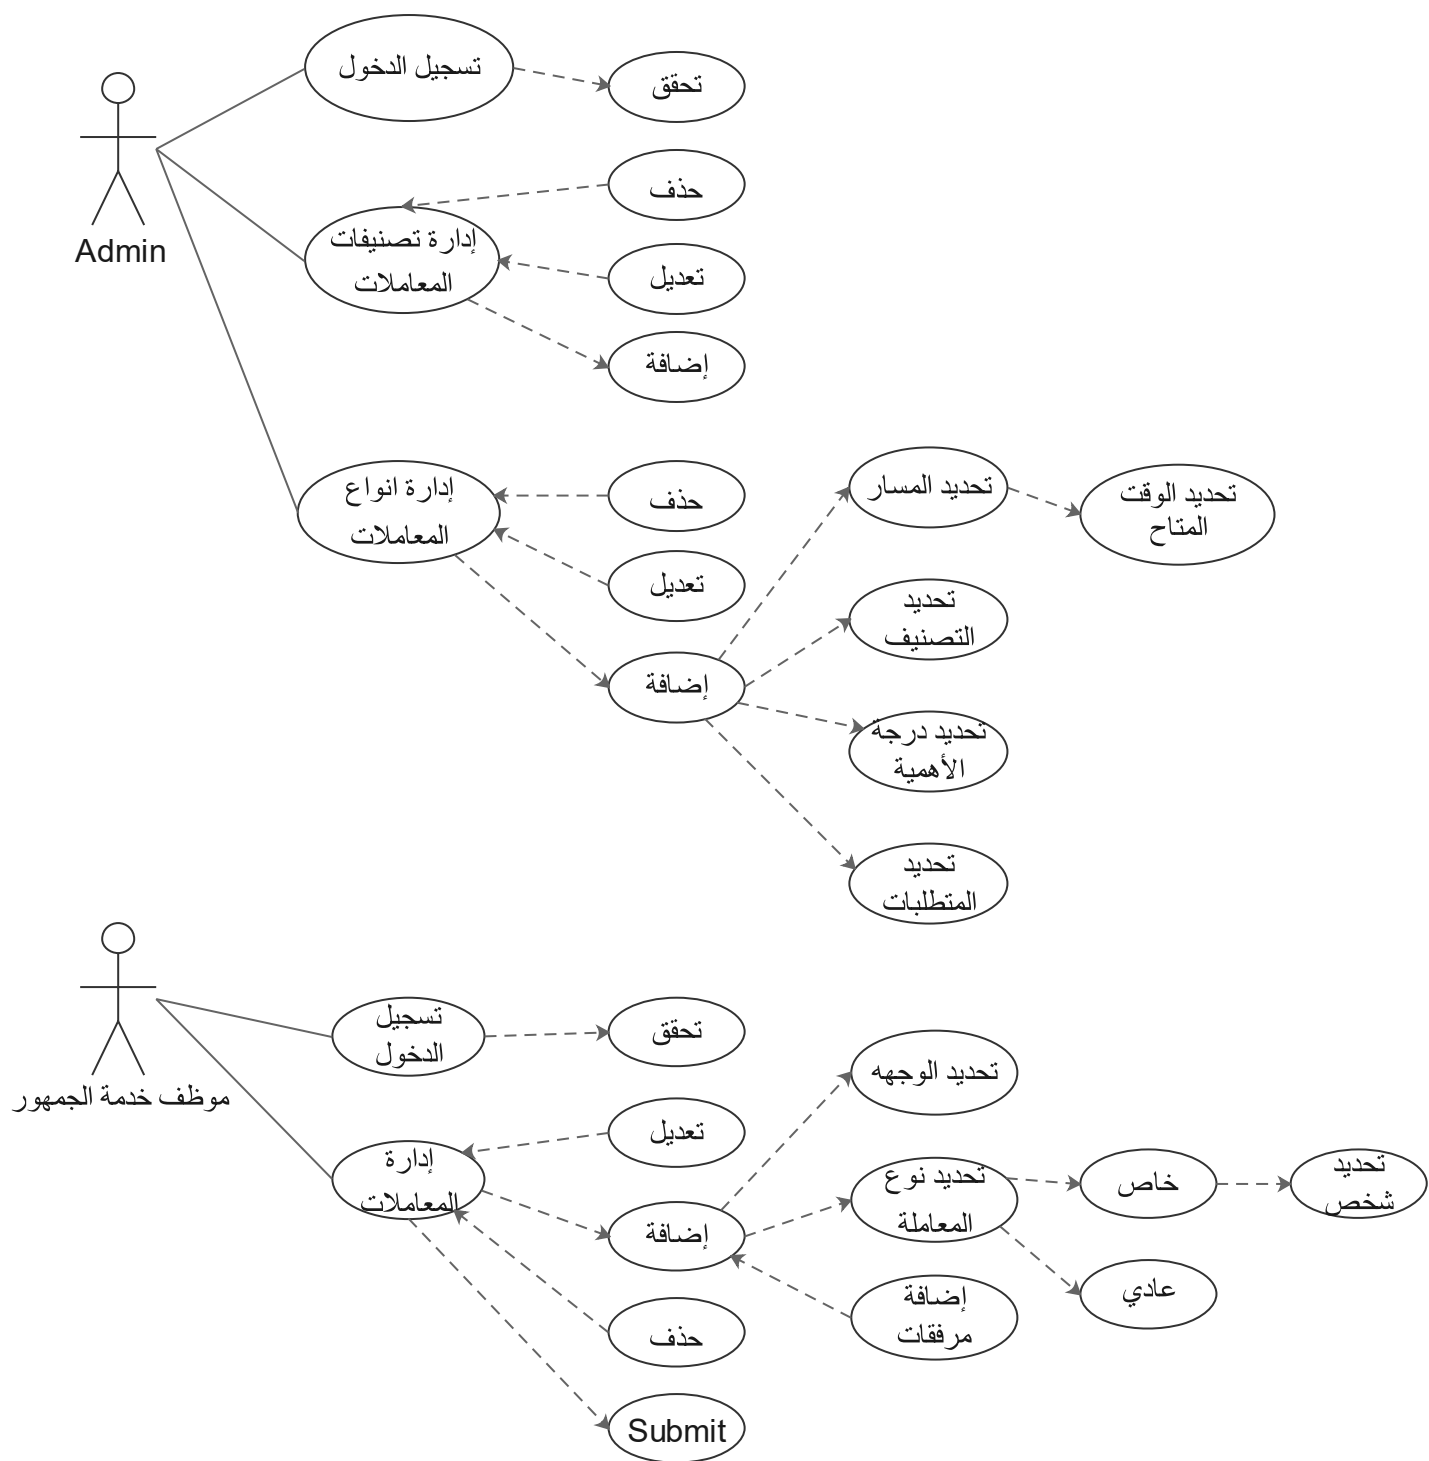 تسجيل الدخول
تحقق
حذف
Admin
إدارة تصنيفات
المعاملات
تعديل
إضافة
إدارة انواع
المعاملات
حذف
تعديل
إضافة
تحديد المسار
تحديد الوقت
المتاح
تحديد
التصنيف
تحديد درجة
الأهمية
تحديد
المتطلبات
موظف خدمة الجمهور
تسجيل
الدخول
تحقق
إدارة
المعاملات
تعديل
إضافة
حذف
Submit
تحديد الوجهه
تحديد نوع
المعاملة
إضافة
مرفقات
خاص
عادي
تحديد
شخص